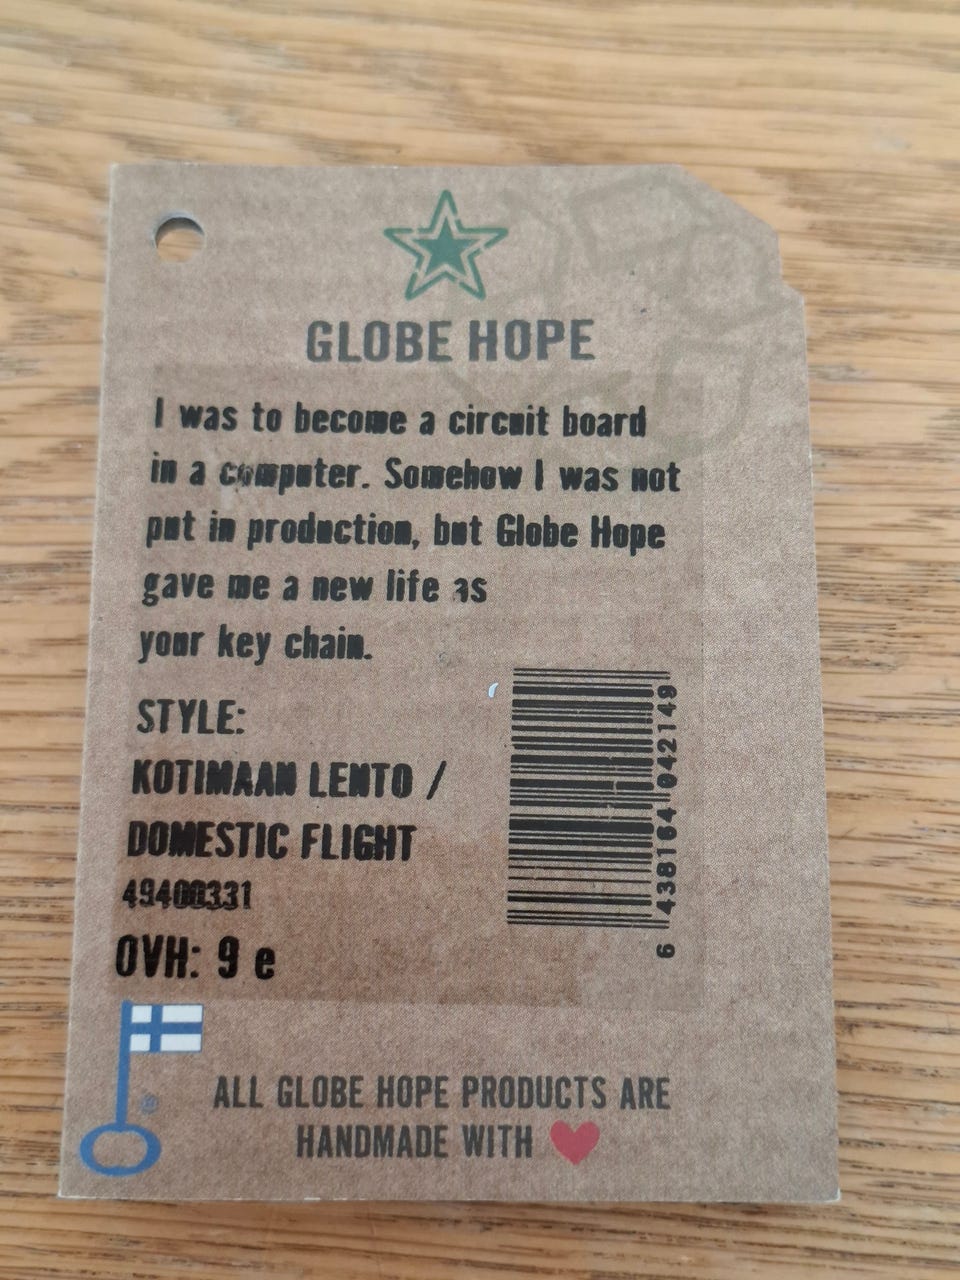 GLOBE HOPE
I was to become a circuit board
in a computer. Somehow I was not
put in production, but Globe Hope
gave me a new life as
your key chain.
STYLE:
KOTIMAAN LENTO /
DOMESTIC FLIGHT
49400331
OVH: 9 e
6 438164 042149
®
ALL GLOBE HOPE PRODUCTS ARE
HANDMADE WITH ❤